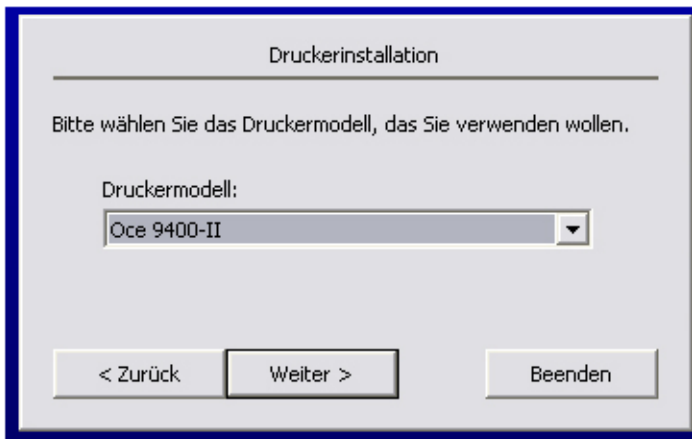 Druckerinstallation
Bitte wählen Sie das Druckermodell, das Sie verwenden wollen.
Druckermodell:
Oce 9400-II
< Zurück
Weiter >
Beenden